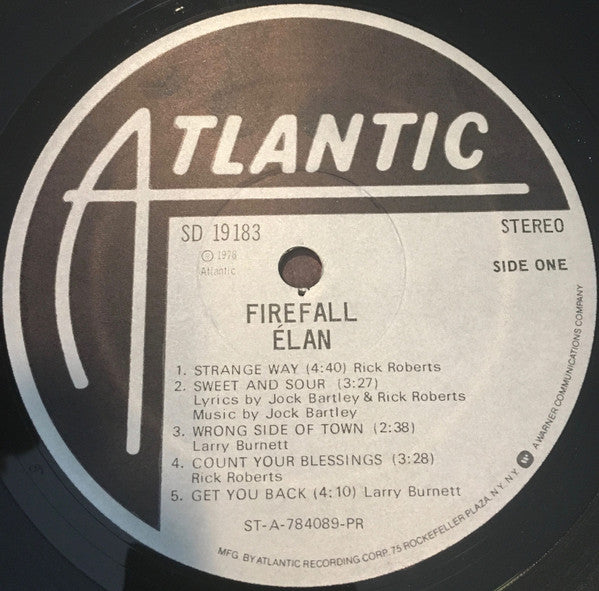 ATLANTIC
SD 19183
STEREO
© 1978
Atlantic
SIDE ONE
FIREFALL
ÉLAN
1. STRANGE WAY (4:40) Rick Roberts
2. SWEET AND SOUR (3:27)
Lyrics by Jock Bartley & Rick Roberts
Music by Jock Bartley
3. WRONG SIDE OF TOWN (2:38)
Larry Burnett
4. COUNT YOUR BLESSINGS (3:28)
Rick Roberts
5. GET YOU BACK (4:10) Larry Burnett
ST-A-784089-PR
MFG. BY ATLANTIC RECORDING CORP. 75 ROCKEFELLER PLAZA, N.Y. N.Y. A WARNER COMMUNICATIONS COMPANY